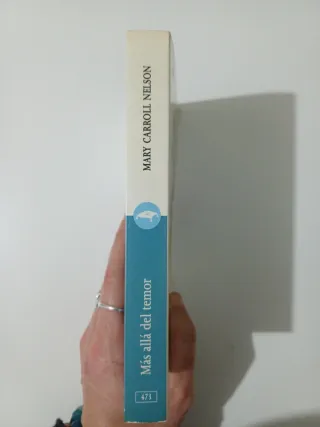 MARY CARROLL NELSON
Más allá del temor
471